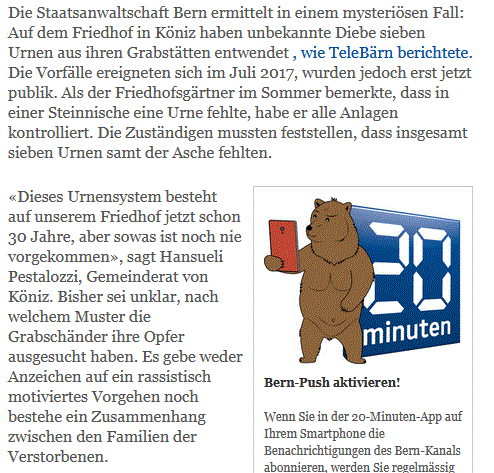 Die Staatsanwaltschaft Bern ermittelt in einem mysteriösen Fall:
Auf dem Friedhof in Köniz haben unbekannte Diebe sieben
Urnen aus ihren Grabstätten entwendet , wie TeleBärn berichtete.
Die Vorfälle ereigneten sich im Juli 2017, wurden jedoch erst jetzt
publik. Als der Friedhofsgärtner im Sommer bemerkte, dass in
einer Steinnische eine Urne fehlte, habe er alle Anlagen
kontrolliert. Die Zuständigen mussten feststellen, dass insgesamt
sieben Urnen samt der Asche fehlten.
«Dieses Urnensystem besteht
auf unserem Friedhof jetzt schon
30 Jahre, aber sowas ist noch nie
vorgekommen», sagt Hansueli
Pestalozzi, Gemeinderat von
Köniz. Bisher sei unklar, nach
welchem Muster die
Grabschänder ihre Opfer
ausgesucht haben. Es gebe weder
Anzeichen auf ein rassistisch
motiviertes Vorgehen noch
bestehe ein Zusammenhang
zwischen den Familien der
Verstorbenen.
20
minuten
Bern-Push aktivieren!
Wenn Sie in der 20-Minuten-App auf
Ihrem Smartphone die
Benachrichtigungen des Bern-Kanals
abonnieren, werden Sie regelmässig